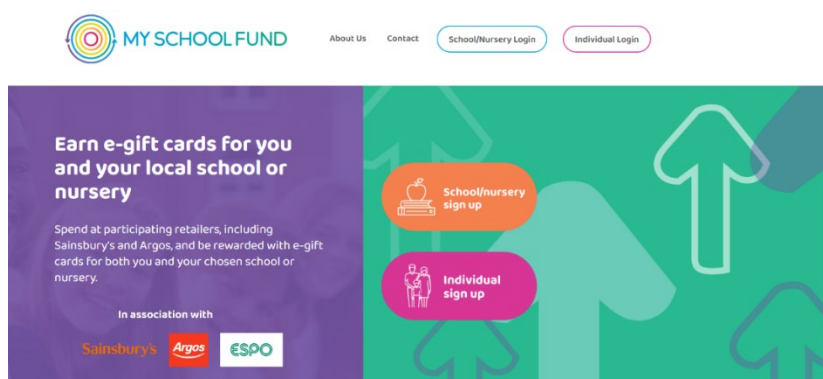 MY SCHOOL FUND
About Us
Contact
School/Nursery Login
Individual Login
Earn e-gift cards for you
and your local school or
nursery
Spend at participating retailers, including
Sainsbury's and Argos, and be rewarded with e-gift
cards for both you and your chosen school or
nursery.
In association with
Sainsbury's
Argos
ESPO
School/nursery
sign up
Individual
sign up